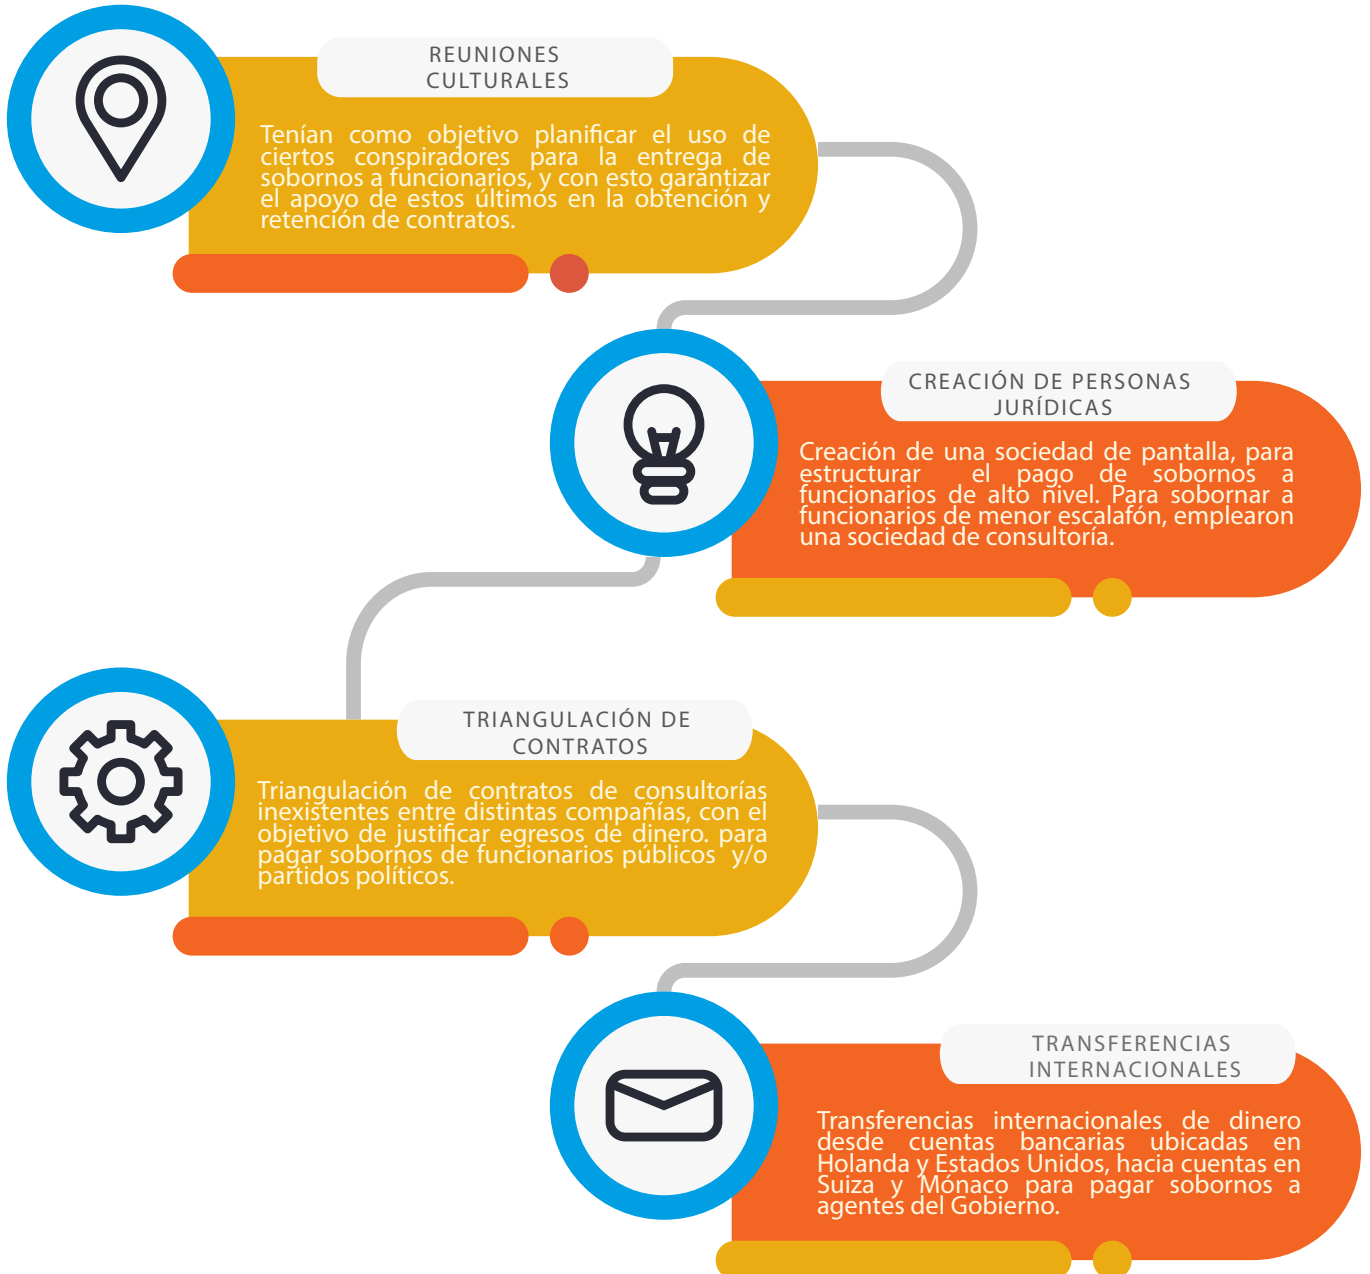 REUNIONES
CULTURALES
Tenían como objetivo planificar el uso de
ciertos conspiradores para la entrega de
sobornos a funcionarios, y con esto garantizar
el apoyo de estos últimos en la obtención y
retención de contratos.
CREACIÓN DE PERSONAS
JURÍDICAS
Creación de una sociedad de pantalla, para
estructurar el pago de sobornos a
funcionarios de alto nivel. Para sobornar a
funcionarios de menor escalafón, emplearon
una sociedad de consultoría.
TRIANGULACIÓN DE
CONTRATOS
Triangulación de contratos de consultorías
inexistentes entre distintas compañías, con el
objetivo de justificar egresos de dinero. para
pagar sobornos de funcionarios públicos y/o
partidos políticos.
TRANSFERENCIAS
INTERNACIONALES
Transferencias internacionales de dinero
desde cuentas bancarias ubicadas en
Holanda y Estados Unidos, hacia cuentas en
Suiza y Mónaco para pagar sobornos a
agentes del Gobierno.